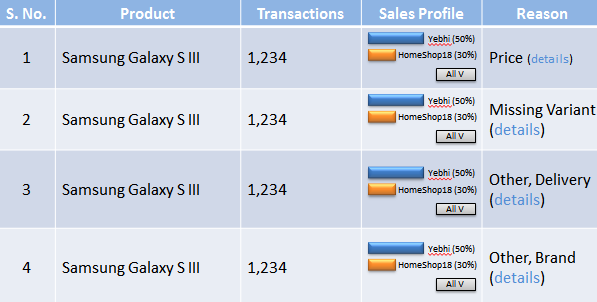 S. No. Product Transactions Sales Profile Reason
Yebhi (50%)
1 Samsung Galaxy S III 1,234 HomeShop18 (30%) Price (details)
All V
Yebhi (50%)
Missing Variant
2 Samsung Galaxy S III 1,234 HomeShop18 (30%)
(details)
All V
Yebhi (50%)
Other, Delivery
3 Samsung Galaxy S III 1,234 HomeShop18 (30%)
(details)
All V
Yebhi (50%)
Other, Brand
4 Samsung Galaxy S III 1,234 HomeShop18 (30%)
(details)
All V